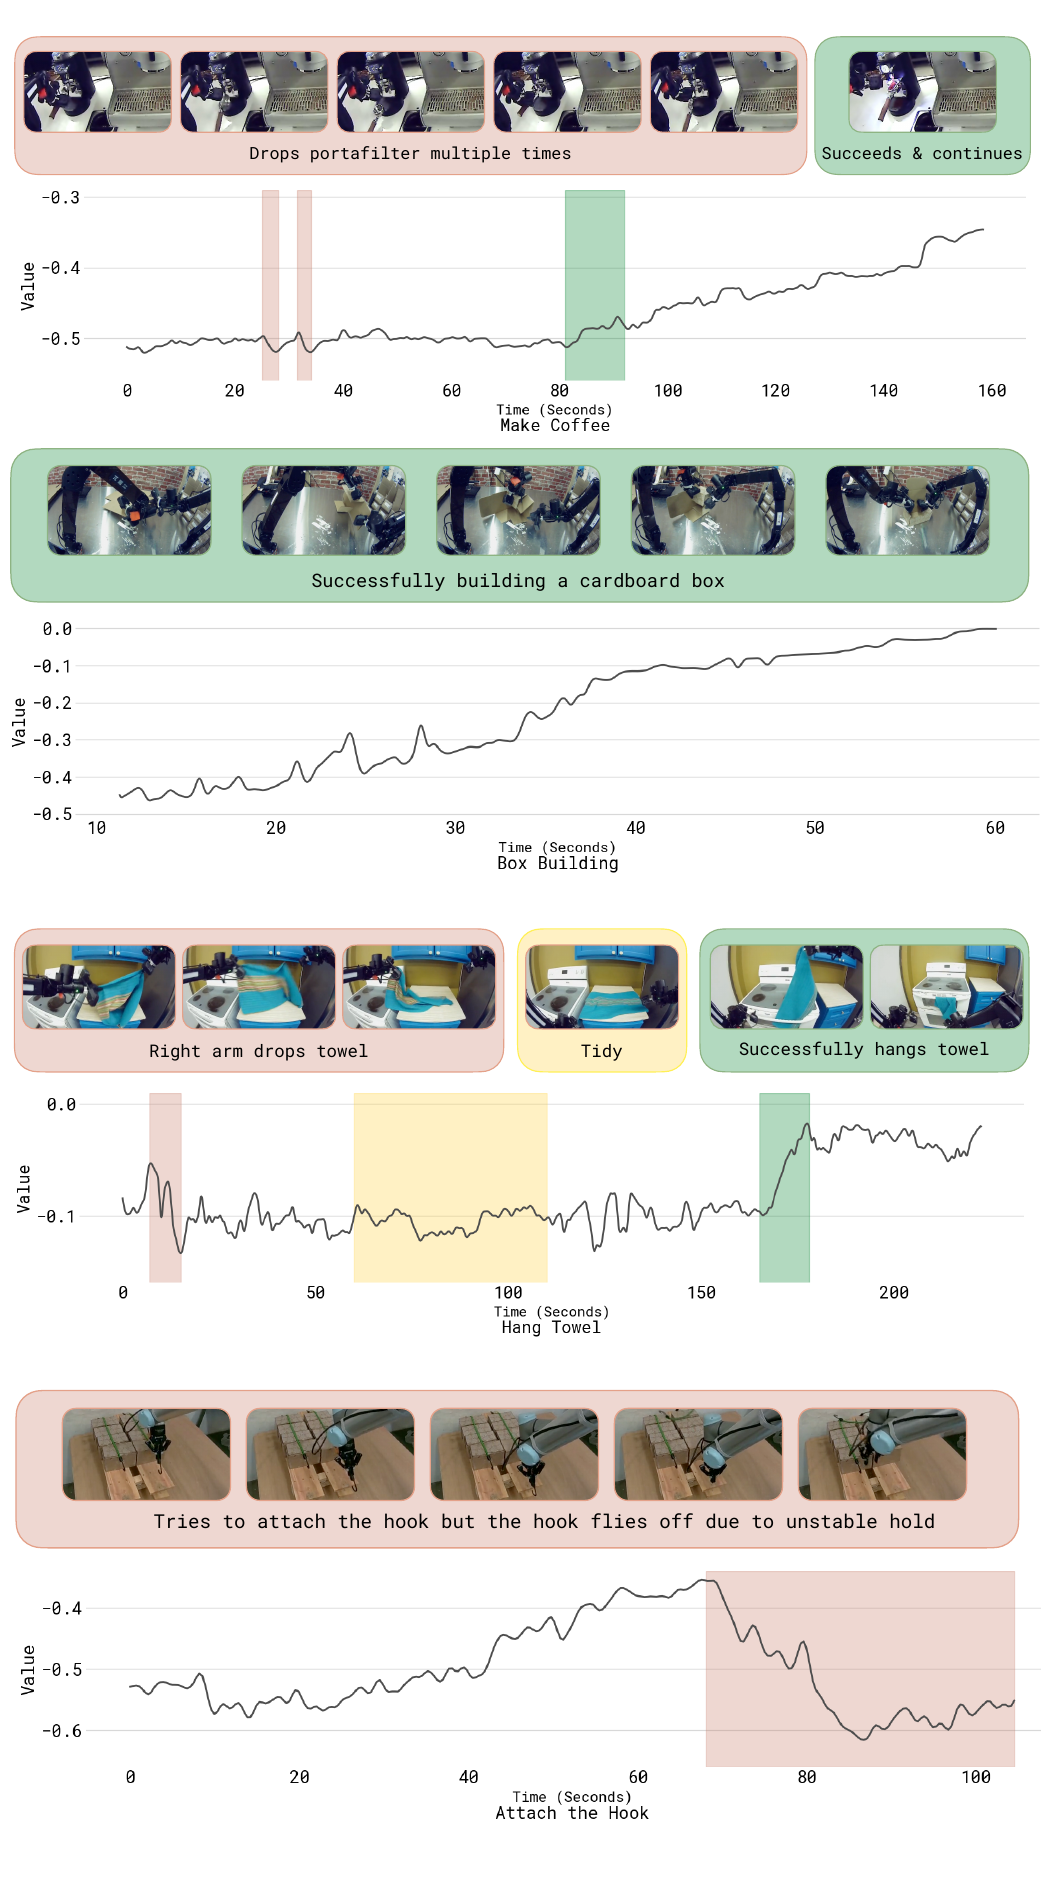 Drops portafilter multiple times
Succeeds & continues
-0.3
-0.4
-0.5
Value
0 20 40 60 80 100 120 140 160
Time (Seconds)
Make Coffee
Successfully building a cardboard box
0.0
-0.1
-0.2
-0.3
-0.4
-0.5
Value
10 20 30 40 50 60
Time (Seconds)
Box Building
Right arm drops towel
Tidy
Successfully hangs towel
0.0
-0.1
Value
0 50 100 150 200
Time (Seconds)
Hang Towel
Tries to attach the hook but the hook flies off due to unstable hold
-0.4
-0.5
-0.6
Value
0 20 40 60 80 100
Time (Seconds)
Attach the Hook